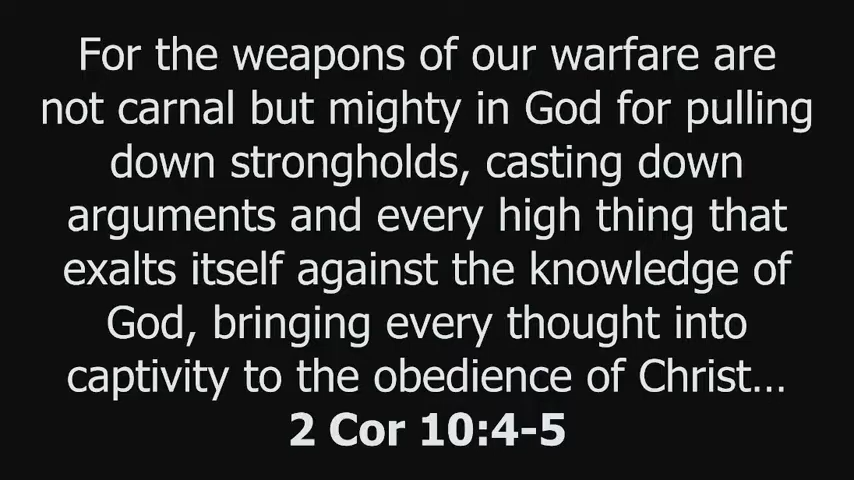 For the weapons of our warfare are
not carnal but mighty in God for pulling
down strongholds, casting down
arguments and every high thing that
exalts itself against the knowledge of
God, bringing every thought into
captivity to the obedience of Christ...
2 Cor 10:4-5